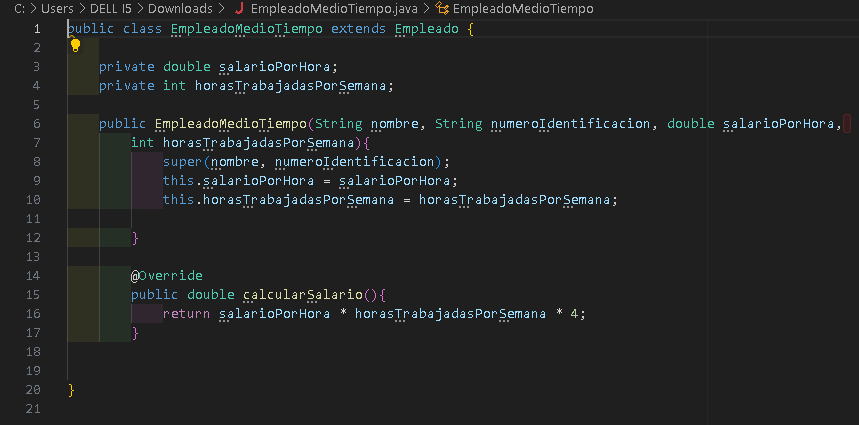 C: > Users > DELL I5 > Downloads > J EmpleadoMedioTiempo.java > EmpleadoMedioTiempo
1 public class EmpleadoMedioTiempo extends Empleado {
2
3 private double salarioPorHora;
4 private int horasTrabajadasPorSemana;
5
6 public EmpleadoMedioTiempo(String nombre, String numeroIdentificacion, double salarioPorHora,
7 int horasTrabajadasPorSemana){
8 super(nombre, numeroIdentificacion);
9 this.salarioPorHora = salarioPorHora;
10 this.horasTrabajadasPorSemana = horasTrabajadasPorSemana;
11
12 }
13
14 @Override
15 public double calcularSalario(){
16 return salarioPorHora * horasTrabajadasPorSemana * 4;
17 }
18
19
20 }
21